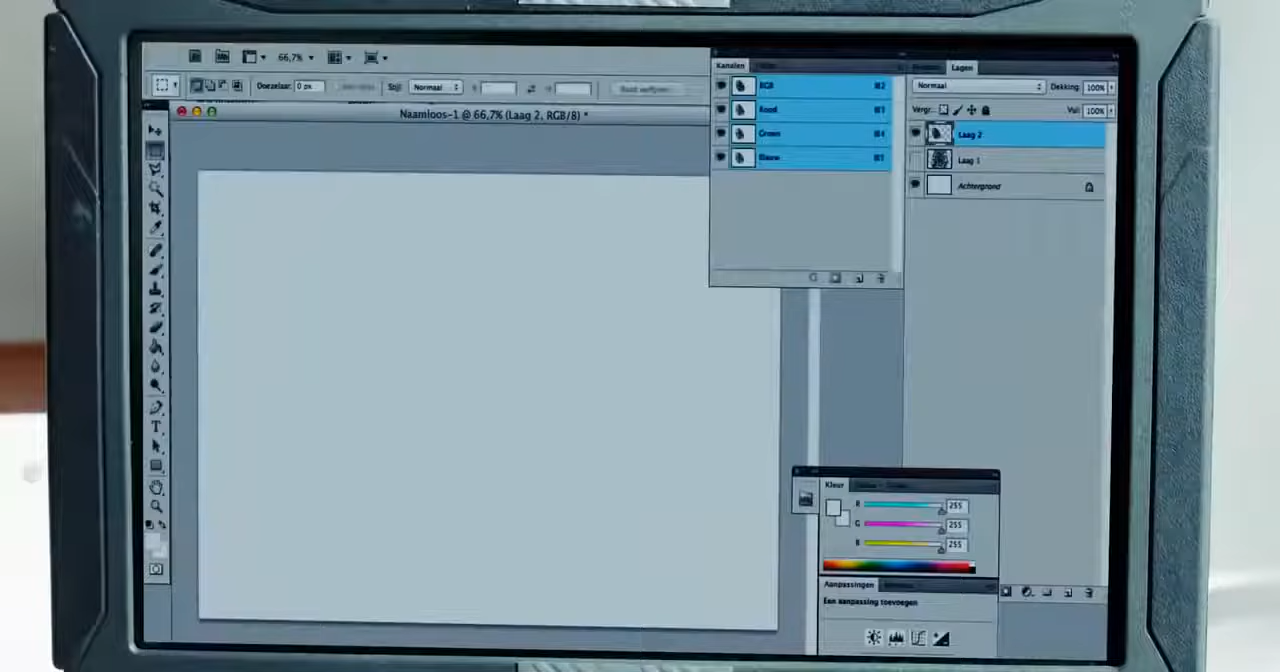 66,7%
Doezelaar: 0 px
Stijl: Normaal
Naamloos-1 @ 66,7% (Laag 2, RGB/8) *
Kanalen
RGB
Rood
Groen
Blauw
Lagen
Normaal
Dekking: 100%
Vul: 100%
Laag 2
Laag 1
Achtergrond
Kleur
R 255
G 255
B 255
Aanpassingen
Een aanpassing toevoegen